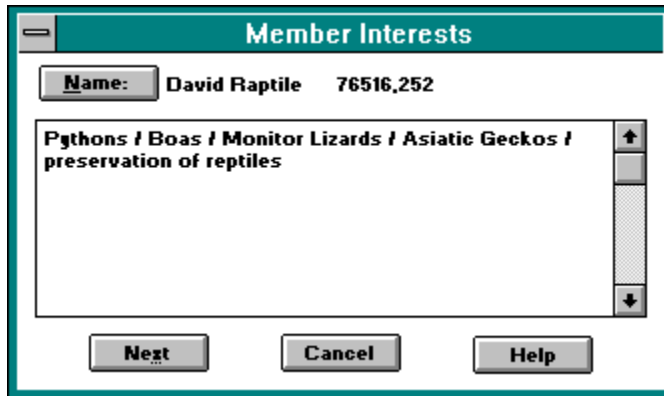 Member Interests
Name: David Raptile 76516,252
Pythons / Boas / Monitor Lizards / Asiatic Geckos /
preservation of reptiles
Next Cancel Help